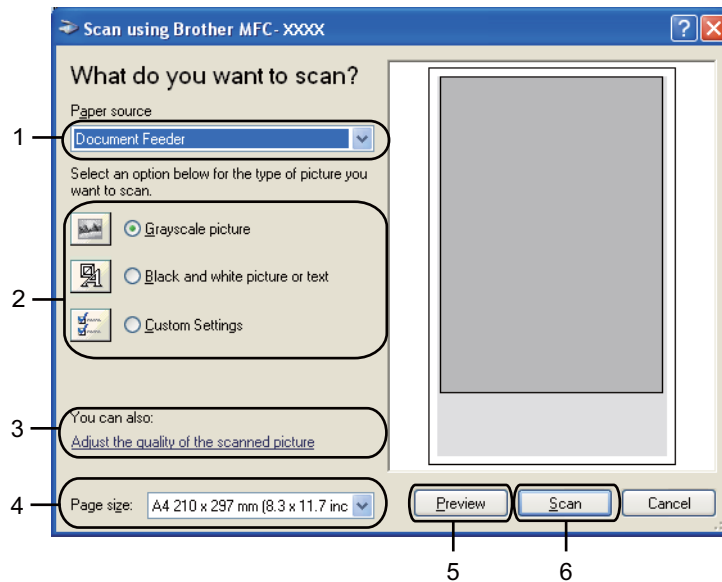 Scan using Brother MFC- XXXX
What do you want to scan?
Paper source
1
Document Feeder
Select an option below for the type of picture you
want to scan.
Grayscale picture
2
Black and white picture or text
Custom Settings
3
You can also:
Adjust the quality of the scanned picture
4
Page size: A4 210 x 297 mm (8.3 x 11.7 inc
Preview Scan Cancel
5 6